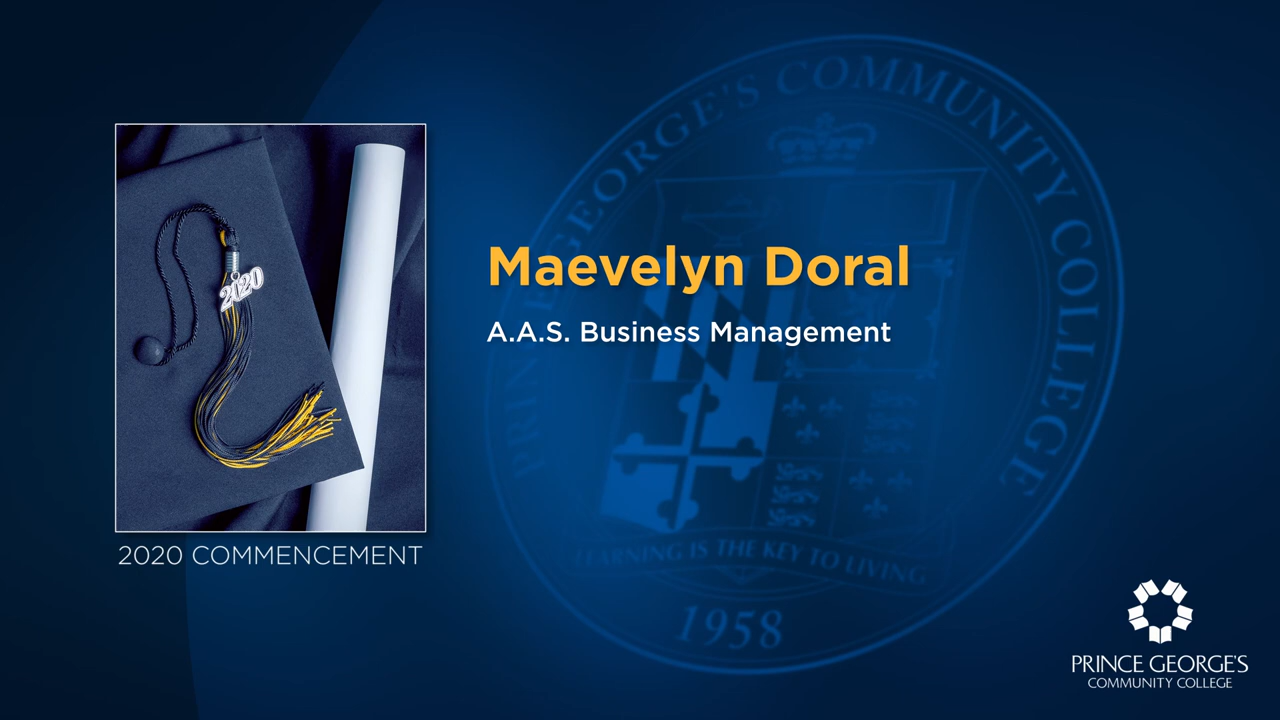 PRINCE GEORGE'S COMMUNITY COLLEGE
2020
Maevelyn Doral
A.A.S. Business Management
2020 COMMENCEMENT
LEARNING IS THE KEY TO LIVING
1958
PRINCE GEORGE'S
COMMUNITY COLLEGE